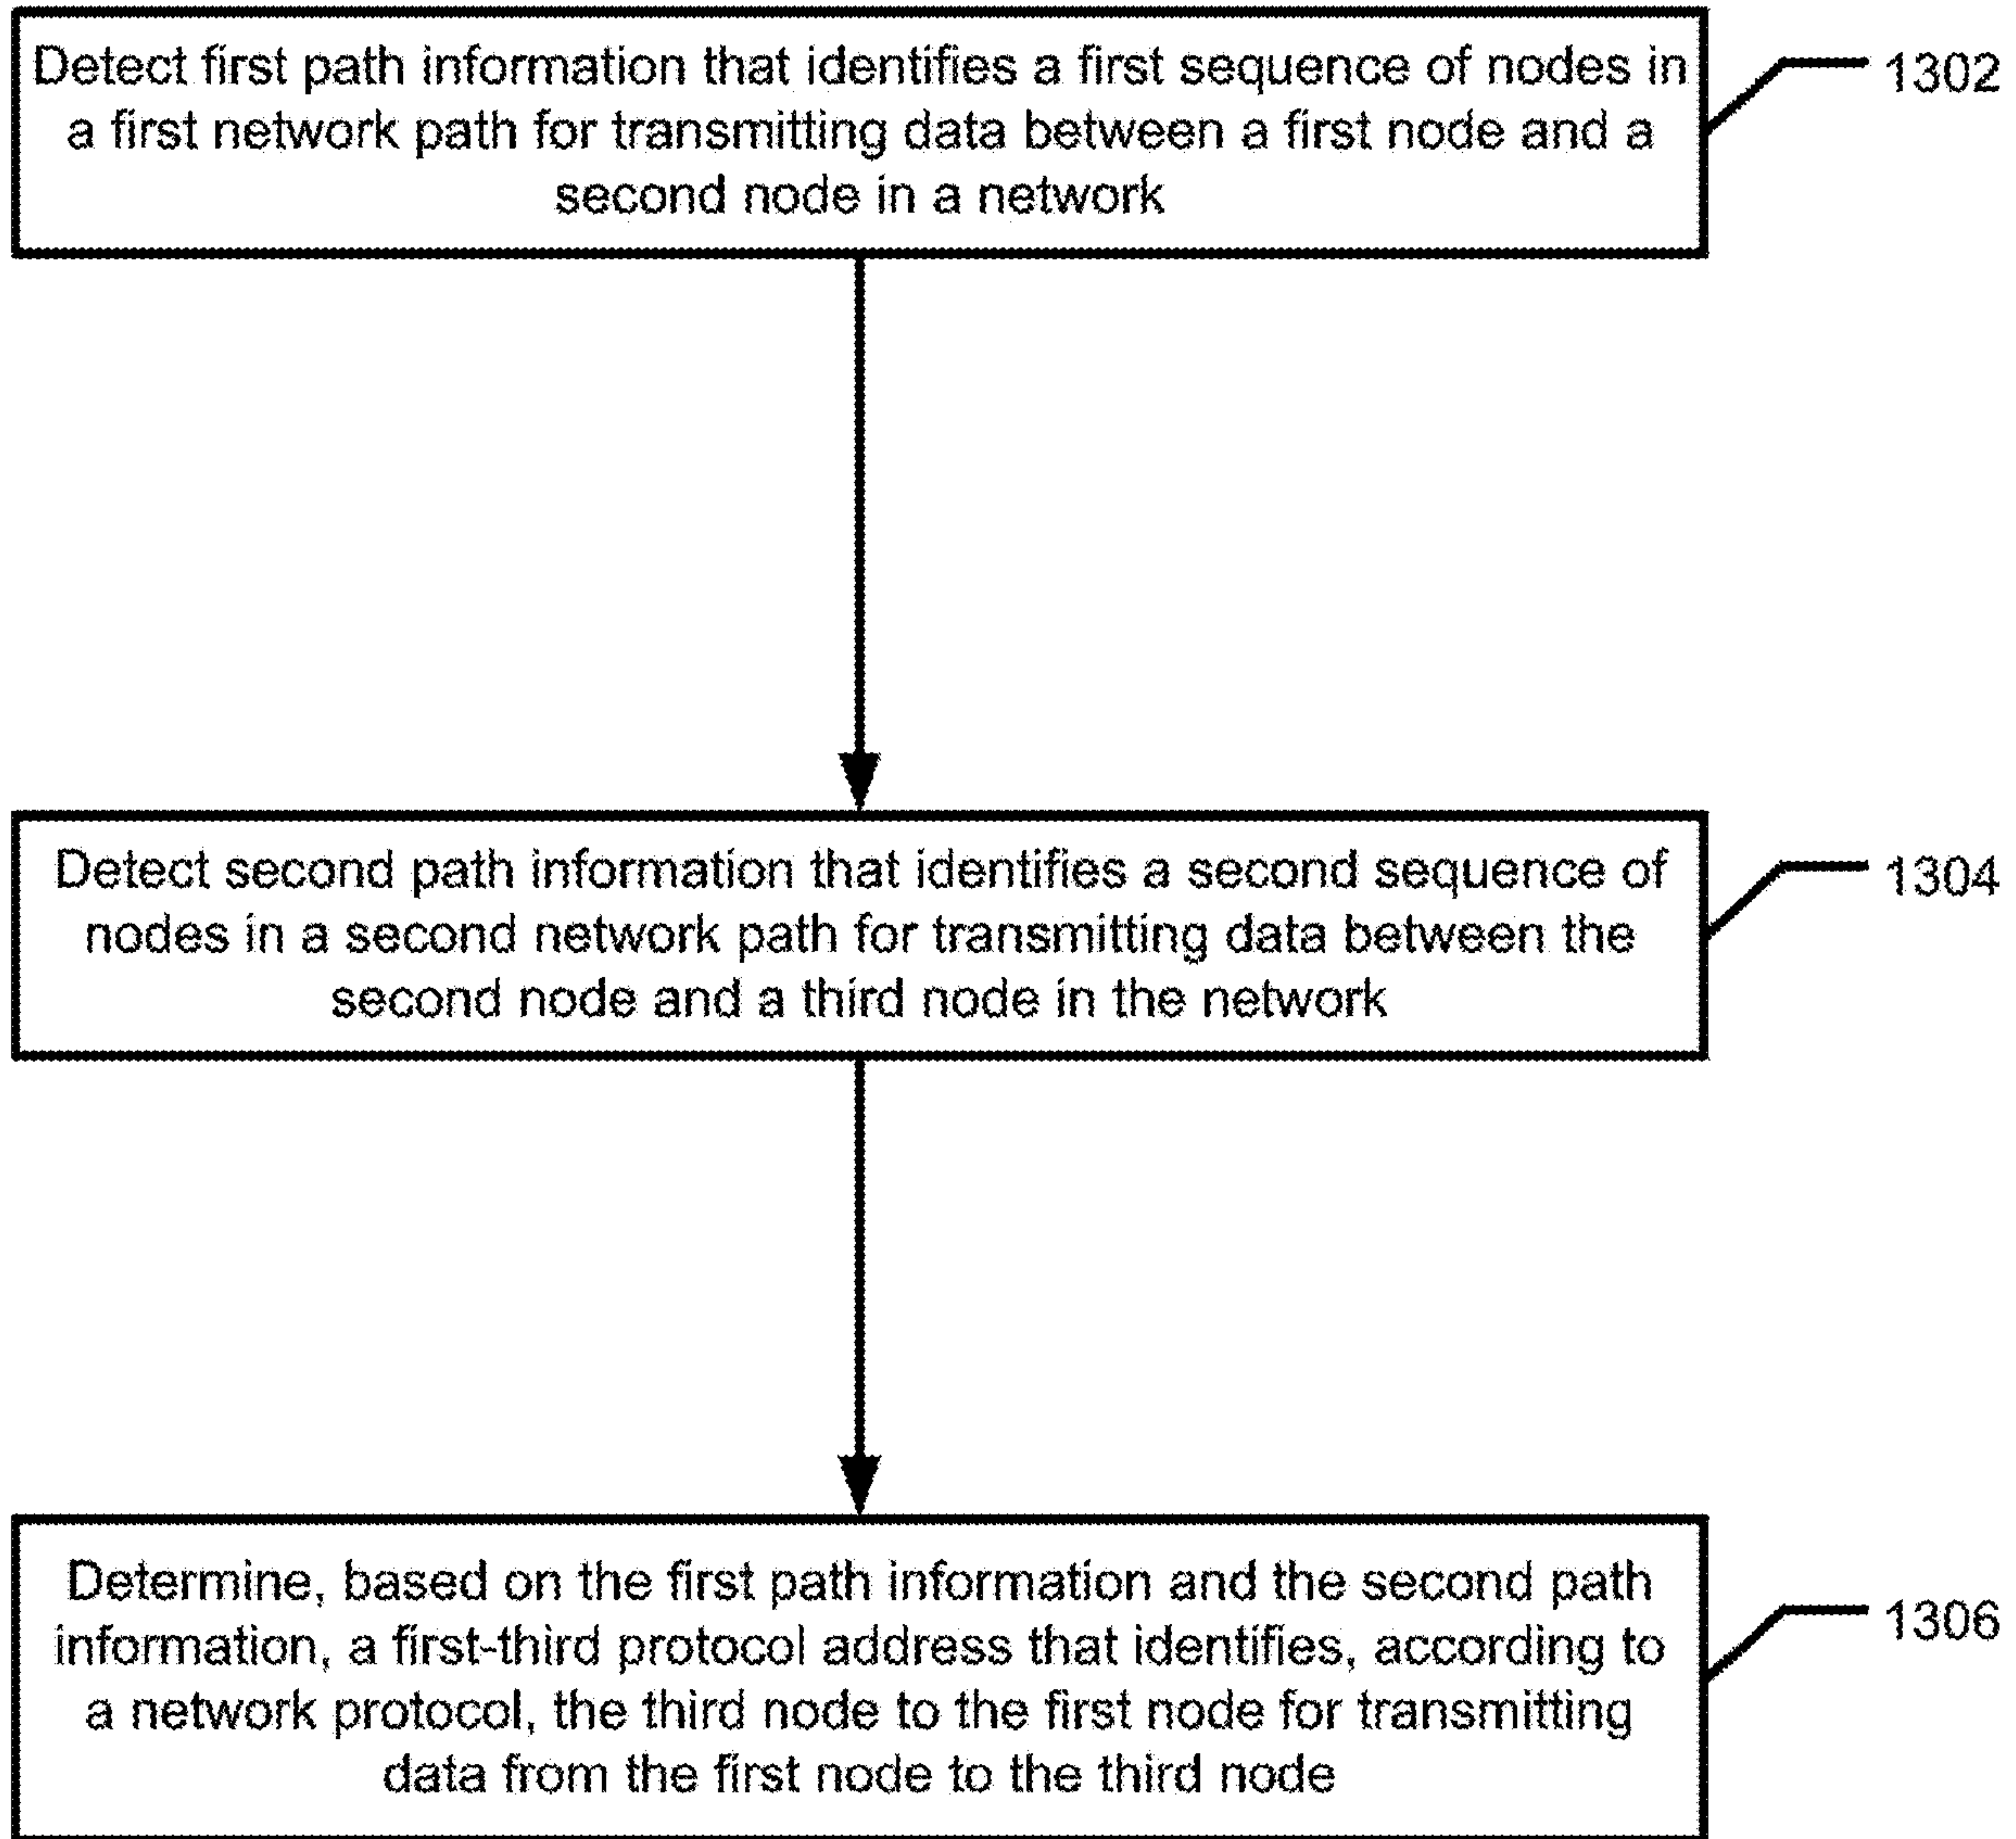 Detect first path information that identifies a first sequence of nodes in
a first network path for transmitting data between a first node and a
second node in a network
1302
Detect second path information that identifies a second sequence of
nodes in a second network path for transmitting data between the
second node and a third node in the network
1304
Determine, based on the first path information and the second path
information, a first-third protocol address that identifies, according to
a network protocol, the third node to the first node for transmitting
data from the first node to the third node
1306